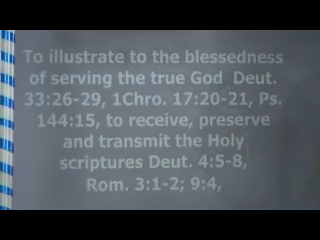 To illustrate to the blessedness
of serving the true God  Deut.
33:26-29, 1Chro. 17:20-21, Ps.
144:15, to receive, preserve
and transmit the Holy
scriptures Deut. 4:5-8,
Rom. 3:1-2; 9:4,